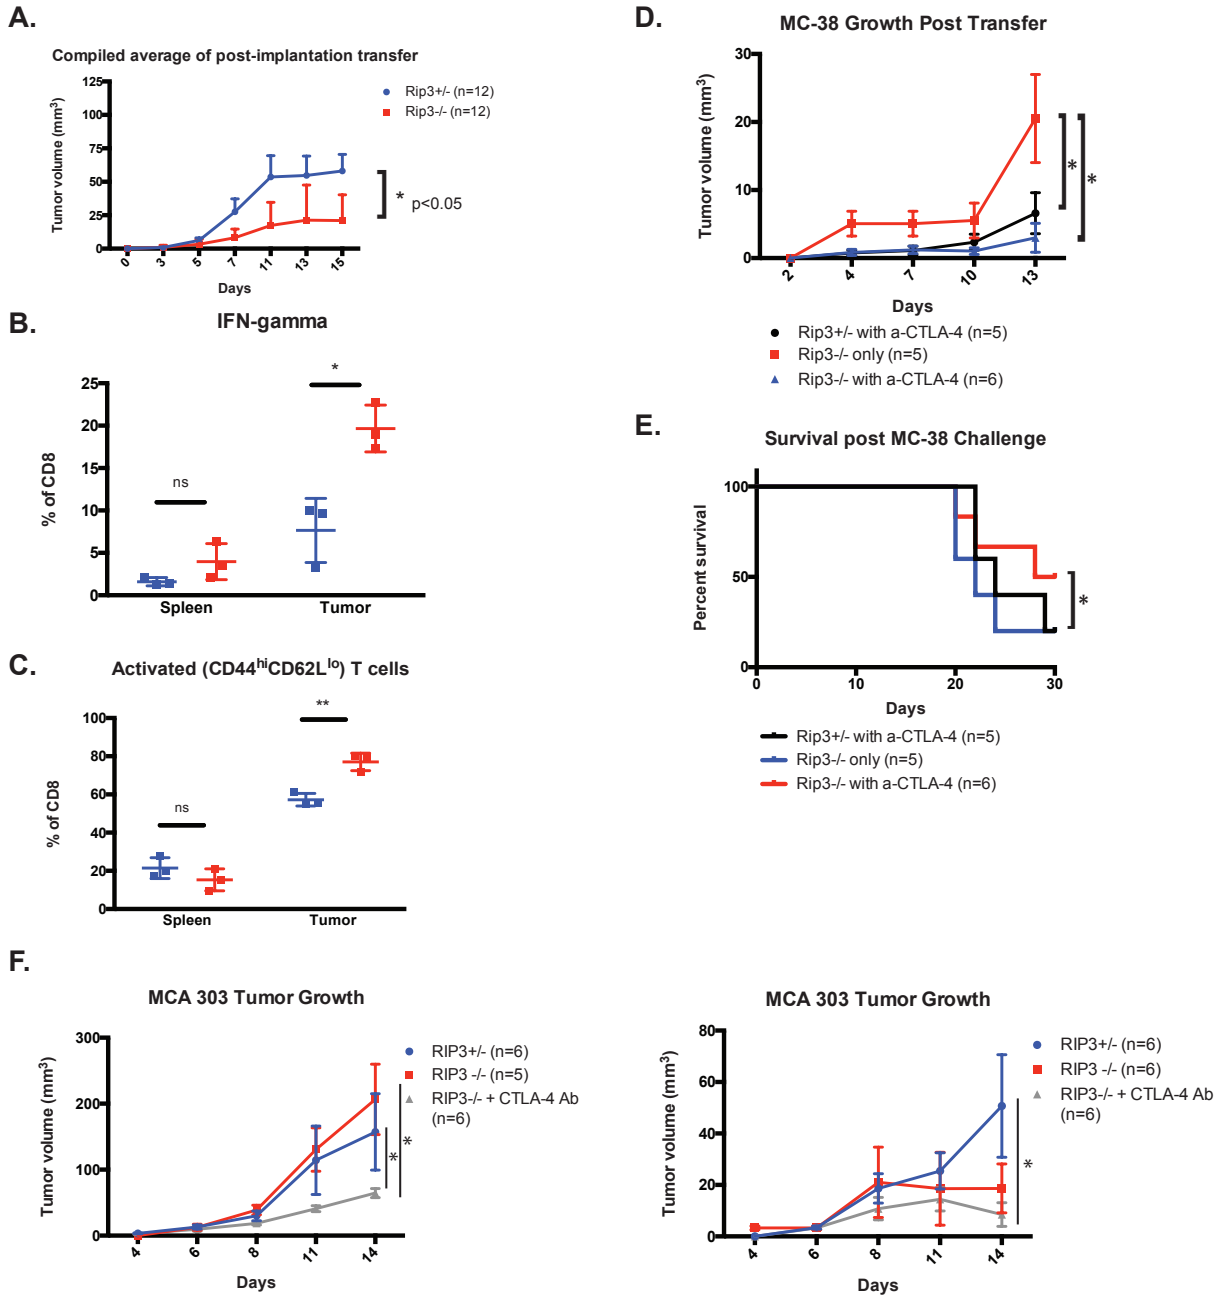 A.
Compiled average of post-implantation transfer
Tumor volume (mm³)
125
100
75
50
25
0
0 3 5 7 11 13 15
Days
Rip3+/- (n=12)
Rip3-/- (n=12)
* p<0.05
B.
IFN-gamma
% of CD8
25
20
15
10
5
0
ns
*
Spleen Tumor
C.
Activated (CD44hiCD62Llo) T cells
% of CD8
100
80
60
40
20
0
ns
**
Spleen Tumor
D.
MC-38 Growth Post Transfer
Tumor volume (mm³)
30
20
10
0
2 4 7 10 13
Days
* *
Rip3+/- with a-CTLA-4 (n=5)
Rip3-/- only (n=5)
Rip3-/- with a-CTLA-4 (n=6)
E.
Survival post MC-38 Challenge
Percent survival
100
50
0
0 10 20 30
Days
*
Rip3+/- with a-CTLA-4 (n=5)
Rip3-/- only (n=5)
Rip3-/- with a-CTLA-4 (n=6)
F.
MCA 303 Tumor Growth
Tumor volume (mm³)
300
200
100
0
4 6 8 11 14
Days
RIP3+/- (n=6)
RIP3 -/- (n=5)
RIP3-/- + CTLA-4 Ab
(n=6)
* *
MCA 303 Tumor Growth
Tumor volume (mm³)
80
60
40
20
0
4 6 8 11 14
Days
RIP3+/- (n=6)
RIP3 -/- (n=6)
RIP3-/- + CTLA-4 Ab
(n=6)
*